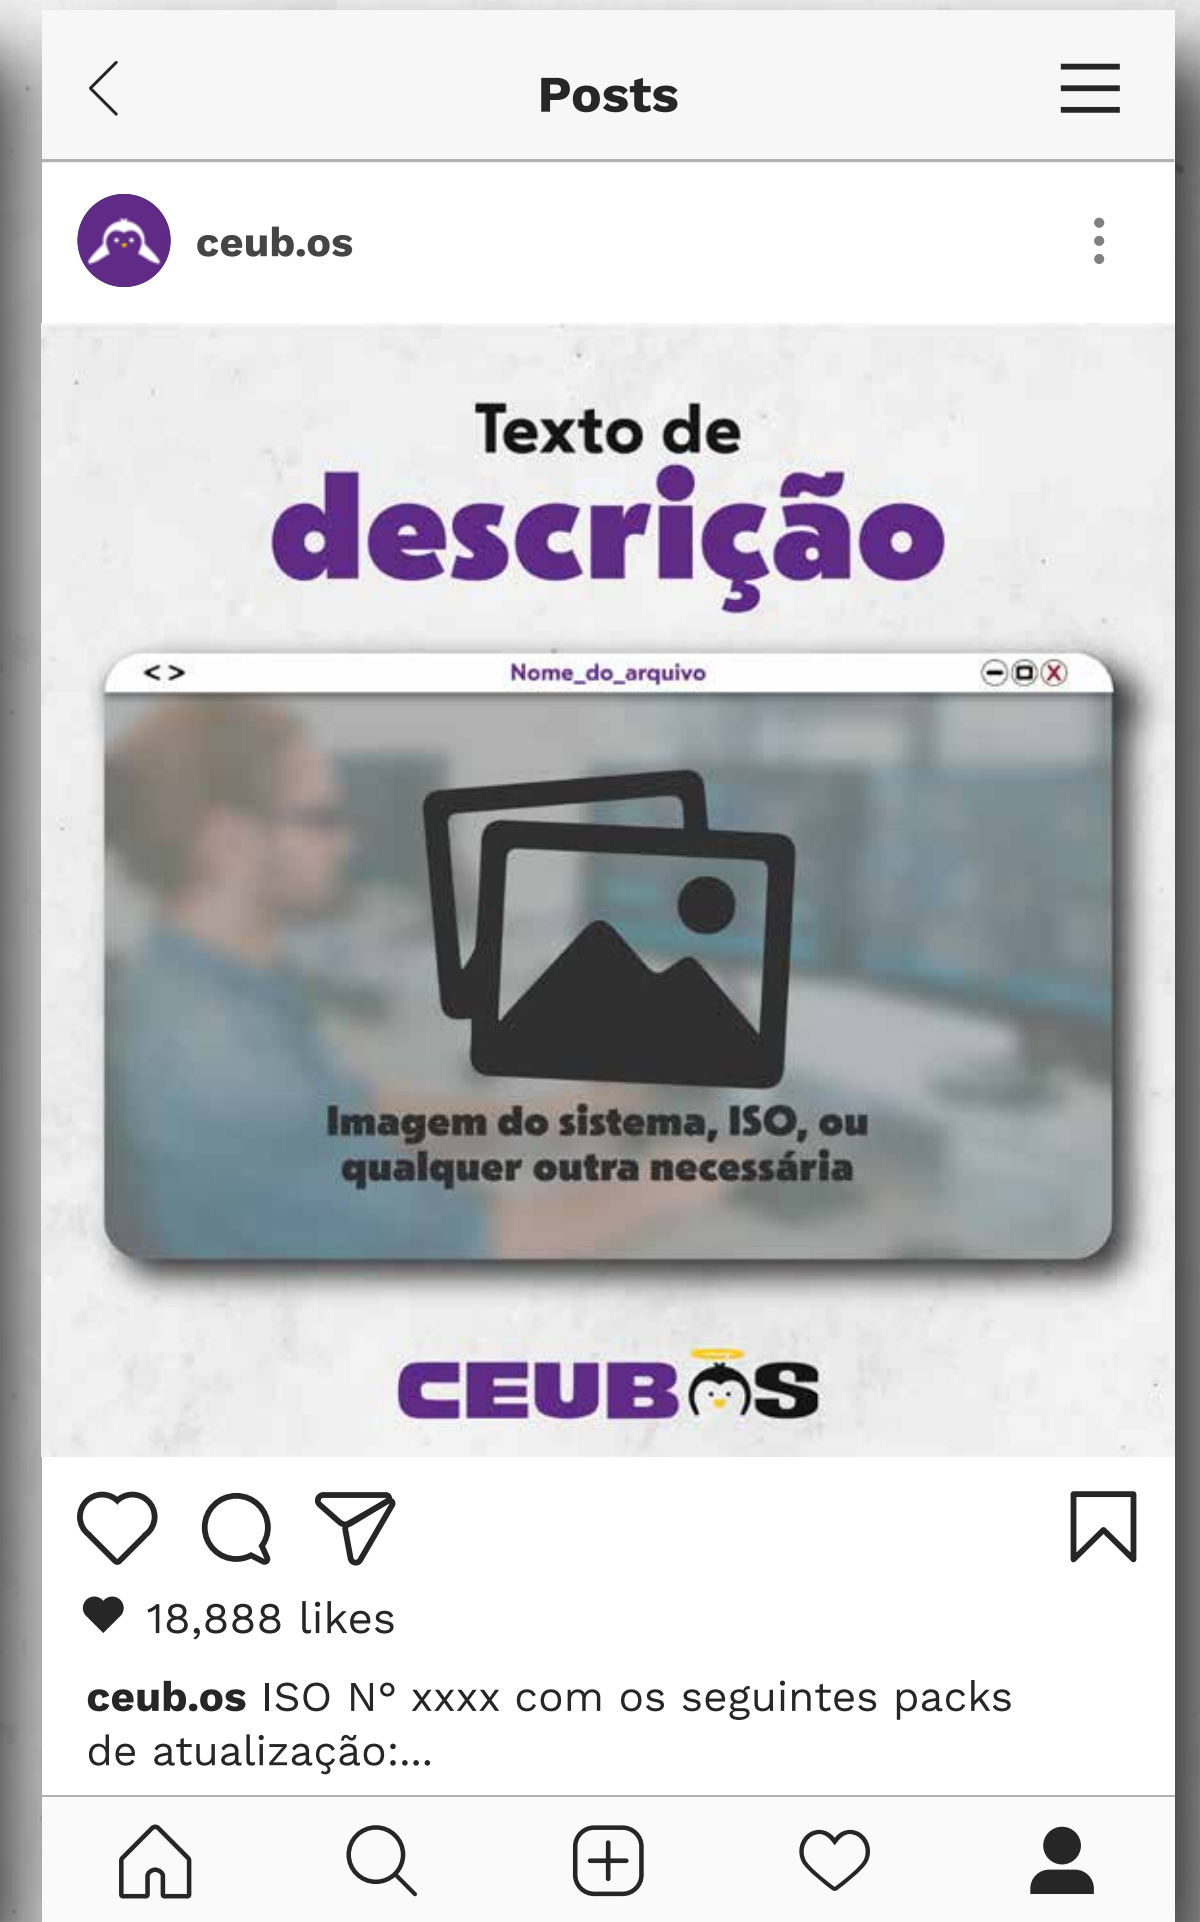 Posts
ceub.os
Texto de
descrição
< > Nome_do_arquivo
Imagem do sistema, ISO, ou
qualquer outra necessária
CEUBOS
18,888 likes
ceub.os ISO N° xxxx com os seguintes packs
de atualização:...